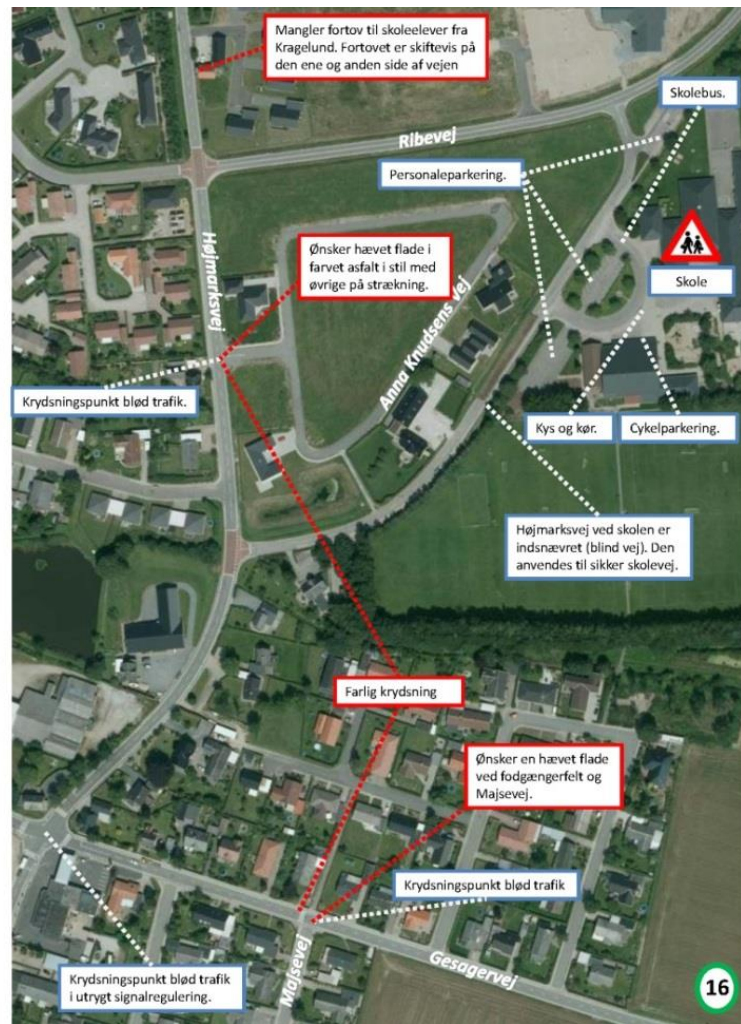 Mangler fortov til skoleelever fra
Kragelund. Fortovet er skiftevis på
den ene og anden side af vejen
Skolebus.
Ribevej
Personaleparkering.
Højmarksvej
Ønsker hævet flade i
farvet asfalt i stil med
øvrige på strækning.
Skole
Anna Knudsens vej
Krydsningspunkt blød trafik.
Kys og kør.
Cykelparkering.
Højmarksvej ved skolen er
indsnævret (blind vej). Den
anvendes til sikker skolevej.
Farlig krydsning
Ønsker en hævet flade
ved fodgængerfelt og
Majsevej.
Krydsningspunkt blød trafik
Majsevej
Gesagervej
Krydsningspunkt blød trafik
i utrygt signalregulering.
16